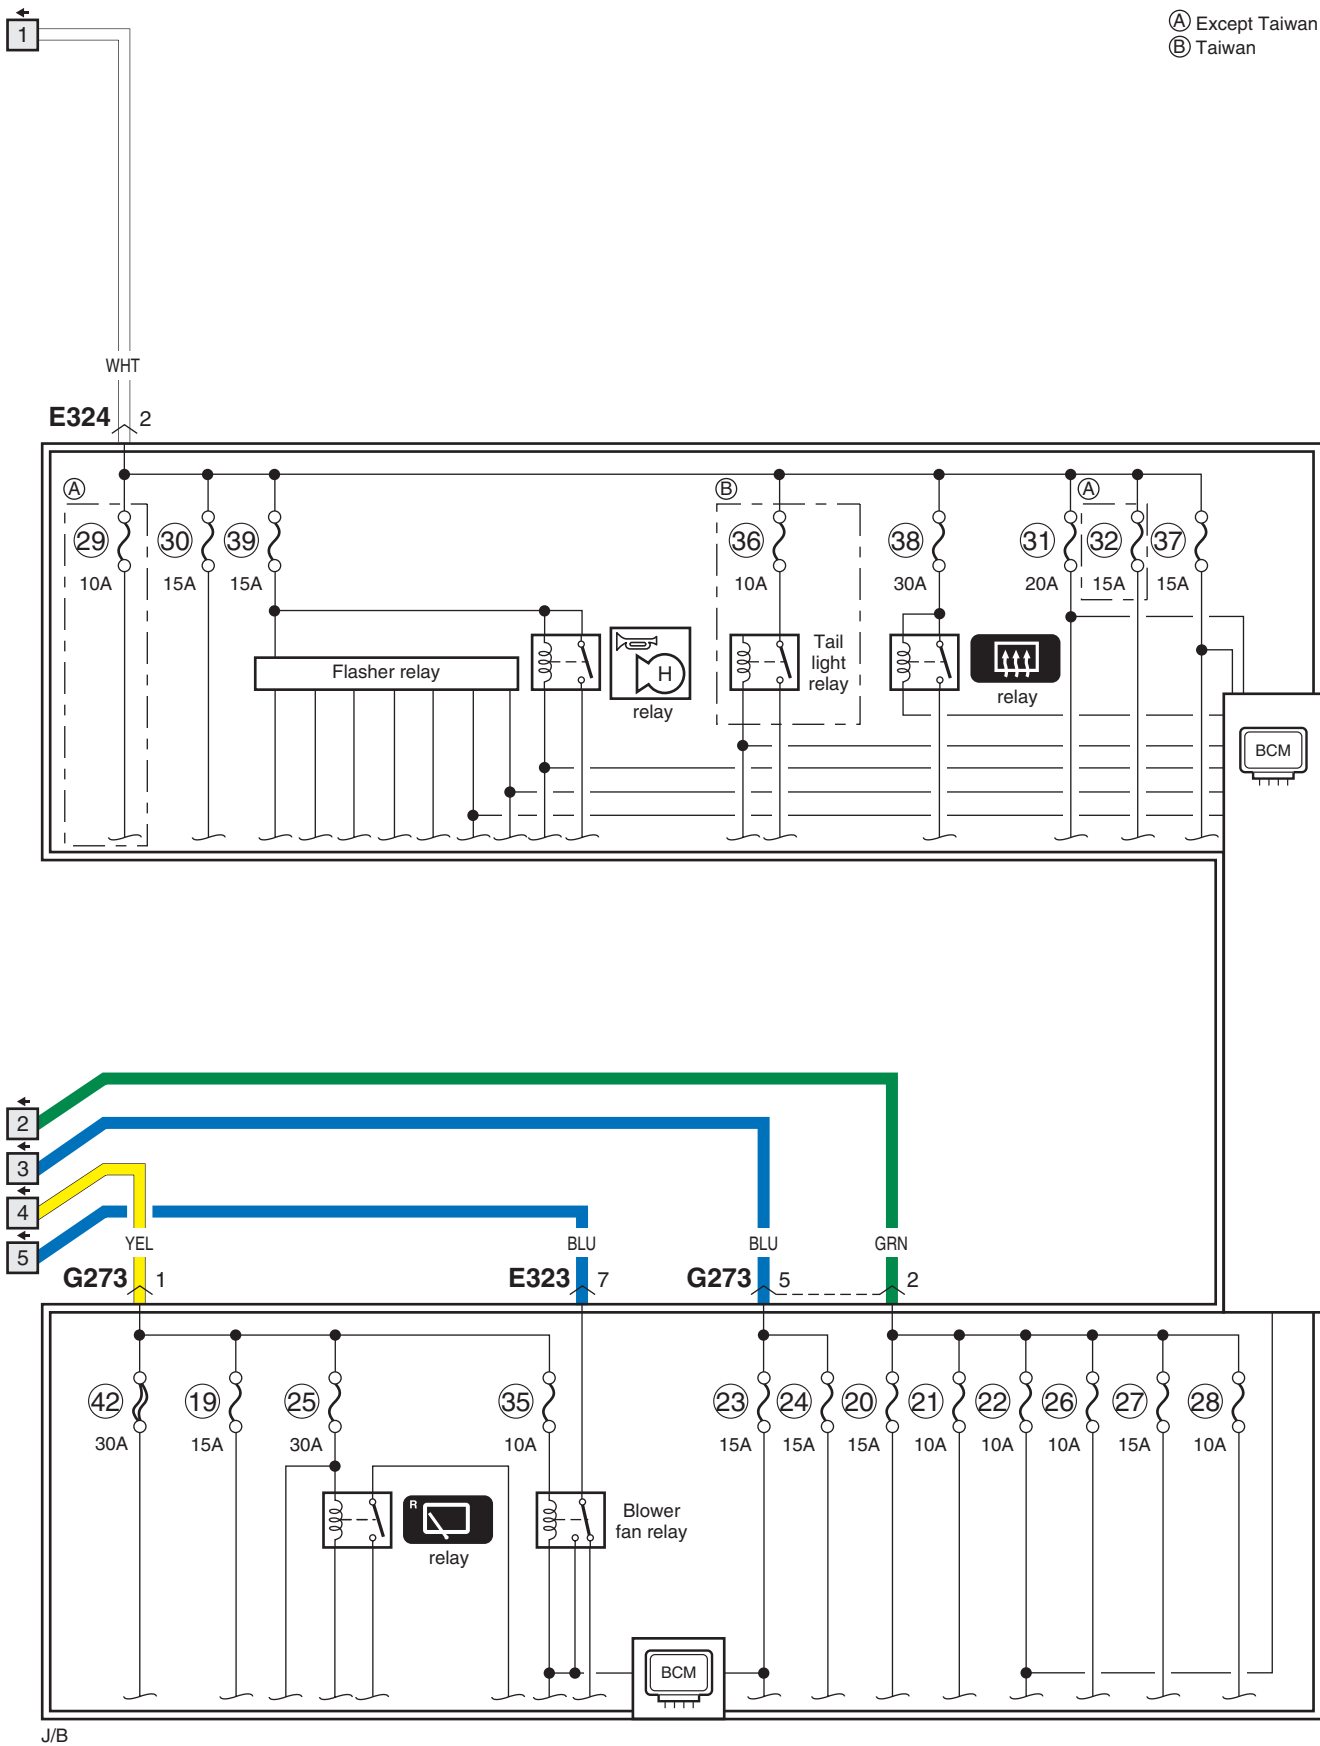 1
Ⓐ Except Taiwan
Ⓑ Taiwan
WHT
E324 2
Ⓐ
Ⓑ
Ⓐ
29
30
39
36
38
31
32
37
10A
15A
15A
10A
30A
20A
15A
15A
Flasher relay
H
relay
Tail
light
relay
relay
BCM
2
3
4
5
YEL
BLU
BLU
GRN
G273 1
E323 7
G273 5
2
42
19
25
35
23
24
20
21
22
26
27
28
30A
15A
30A
10A
15A
15A
15A
10A
10A
10A
15A
10A
R
relay
Blower
fan relay
BCM
J/B